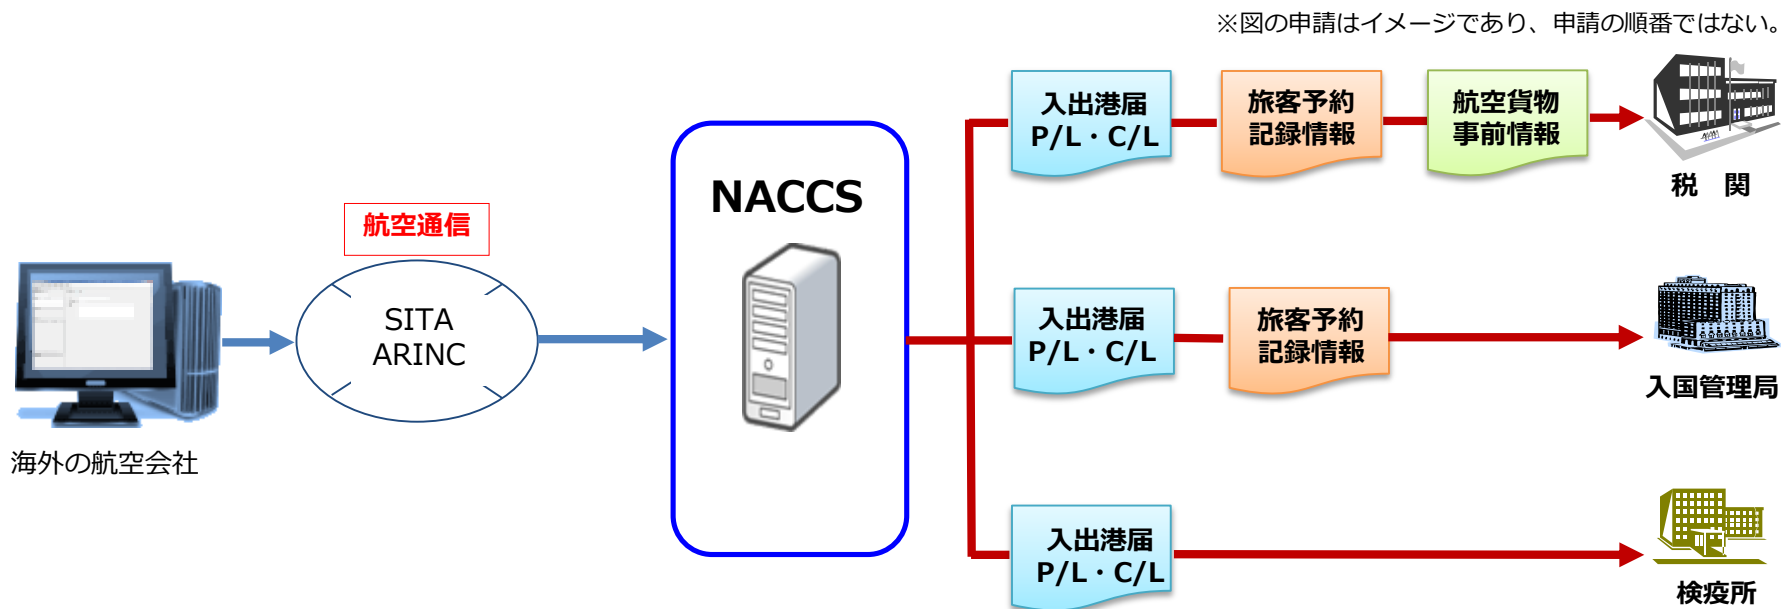 ※図の申請はイメージであり、申請の順番ではない。
入出港届
P/L・C/L
旅客予約
記録情報
航空貨物
事前情報
税　関
NACCS
航空通信
SITA
ARINC
海外の航空会社
入出港届
P/L・C/L
旅客予約
記録情報
入国管理局
入出港届
P/L・C/L
検疫所